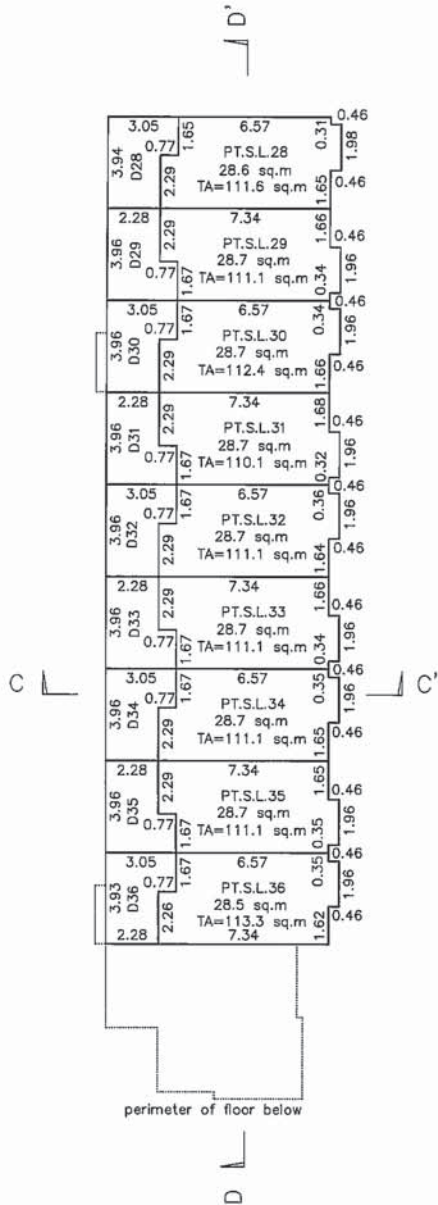 D'
3.05 1.65 6.57 0.31 0.46
3.94 D28 0.77 PT.S.L.28 1.98
28.6 sq.m
2.29 TA=111.6 sq.m 1.65 0.46
2.28 2.29 7.34 1.66 0.46
3.96 D29 PT.S.L.29
28.7 sq.m
0.77 1.67 TA=111.1 sq.m 0.34 1.96
3.05 1.67 6.57 0.34 0.46
3.96 D30 0.77 PT.S.L.30 1.96
28.7 sq.m
2.29 TA=112.4 sq.m 1.66 0.46
2.28 2.29 7.34 1.68 0.46
3.96 D31 PT.S.L.31
28.7 sq.m
0.77 1.67 TA=110.1 sq.m 0.32 1.96
3.05 1.67 6.57 0.36 0.46
3.96 D32 0.77 PT.S.L.32 1.96
28.7 sq.m
2.29 TA=111.1 sq.m 1.64 0.46
2.28 2.29 7.34 1.66 0.46
3.96 D33 PT.S.L.33
28.7 sq.m
0.77 1.67 TA=111.1 sq.m 0.34 1.96
C C'
3.05 1.67 6.57 0.35 0.46
3.96 D34 0.77 PT.S.L.34 1.96
28.7 sq.m
2.29 TA=111.1 sq.m 1.65 0.46
2.28 2.29 7.34 1.65 0.46
3.96 D35 PT.S.L.35
28.7 sq.m
0.77 1.67 TA=111.1 sq.m 0.35 1.96
3.05 1.67 6.57 0.35 0.46
3.93 D36 0.77 PT.S.L.36 1.96
28.5 sq.m
2.26 TA=113.3 sq.m 1.62 0.46
2.28 7.34
perimeter of floor below
D